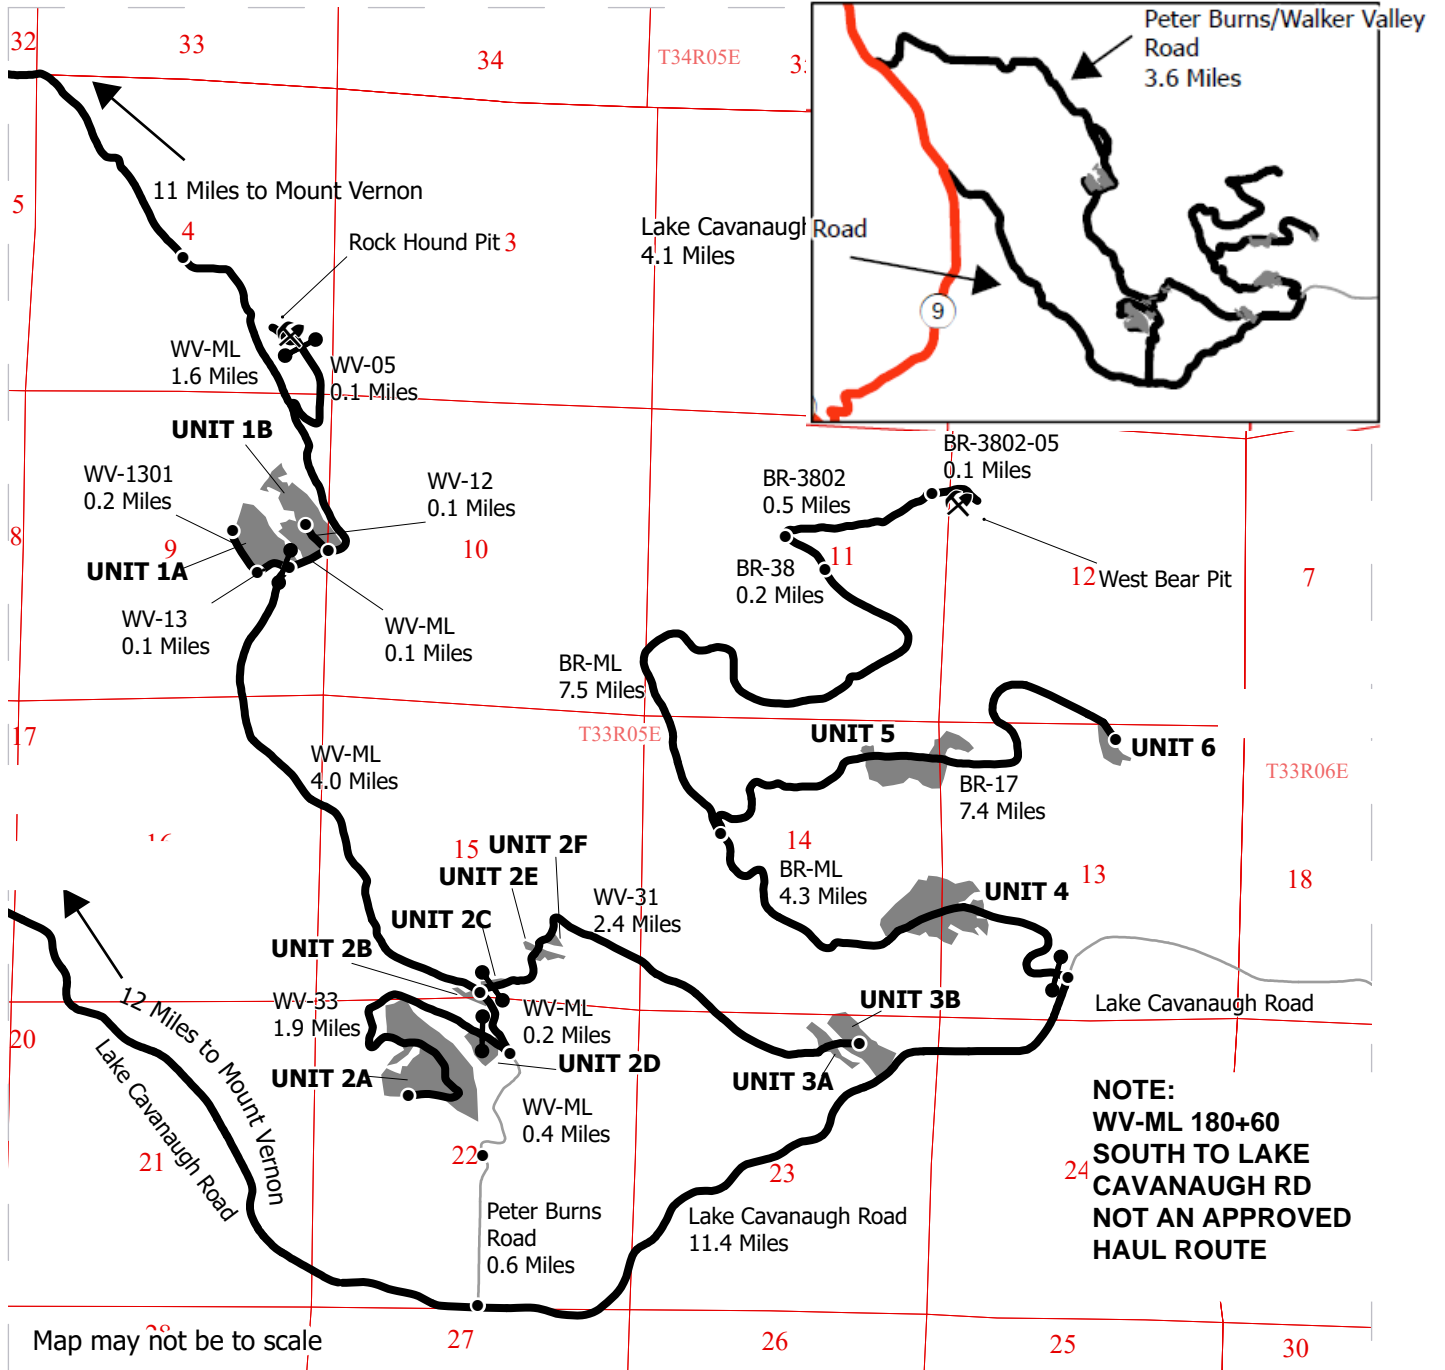 32
33
34
T34R05E
Peter Burns/Walker Valley
Road
3.6 Miles
5
11 Miles to Mount Vernon
4
Rock Hound Pit
3
Lake Cavanaugh Road
4.1 Miles
9
WV-ML
1.6 Miles
WV-05
0.1 Miles
UNIT 1B
WV-1301
0.2 Miles
WV-12
0.1 Miles
BR-3802-05
0.1 Miles
BR-3802
0.5 Miles
8
9
10
11
12
7
UNIT 1A
BR-38
0.2 Miles
West Bear Pit
WV-13
0.1 Miles
WV-ML
0.1 Miles
BR-ML
7.5 Miles
17
T33R05E
UNIT 5
UNIT 6
WV-ML
4.0 Miles
BR-17
7.4 Miles
T33R06E
15
UNIT 2F
14
UNIT 2E
BR-ML
4.3 Miles
13
18
UNIT 4
WV-31
2.4 Miles
UNIT 2C
UNIT 2B
12 Miles to Mount Vernon
WV-33
1.9 Miles
WV-ML
0.2 Miles
UNIT 3B
Lake Cavanaugh Road
20
Lake Cavanaugh Road
UNIT 2A
UNIT 2D
UNIT 3A
WV-ML
0.4 Miles
21
22
23
24
NOTE:
WV-ML 180+60
SOUTH TO LAKE
CAVANAUGH RD
NOT AN APPROVED
HAUL ROUTE
Peter Burns
Road
0.6 Miles
Lake Cavanaugh Road
11.4 Miles
Map may not be to scale
27
26
25
30